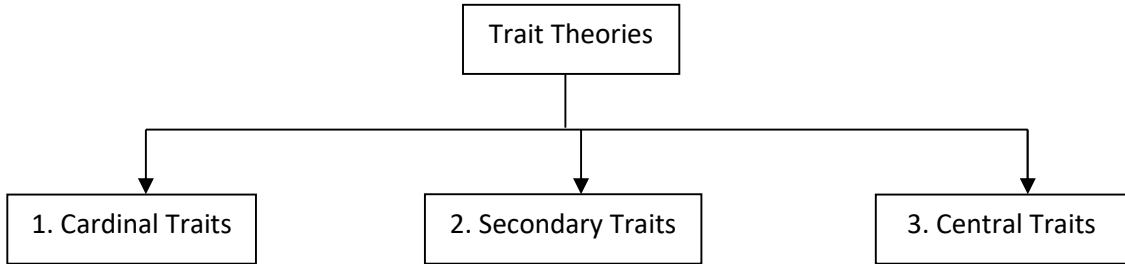 Trait Theories
1. Cardinal Traits
2. Secondary Traits
3. Central Traits